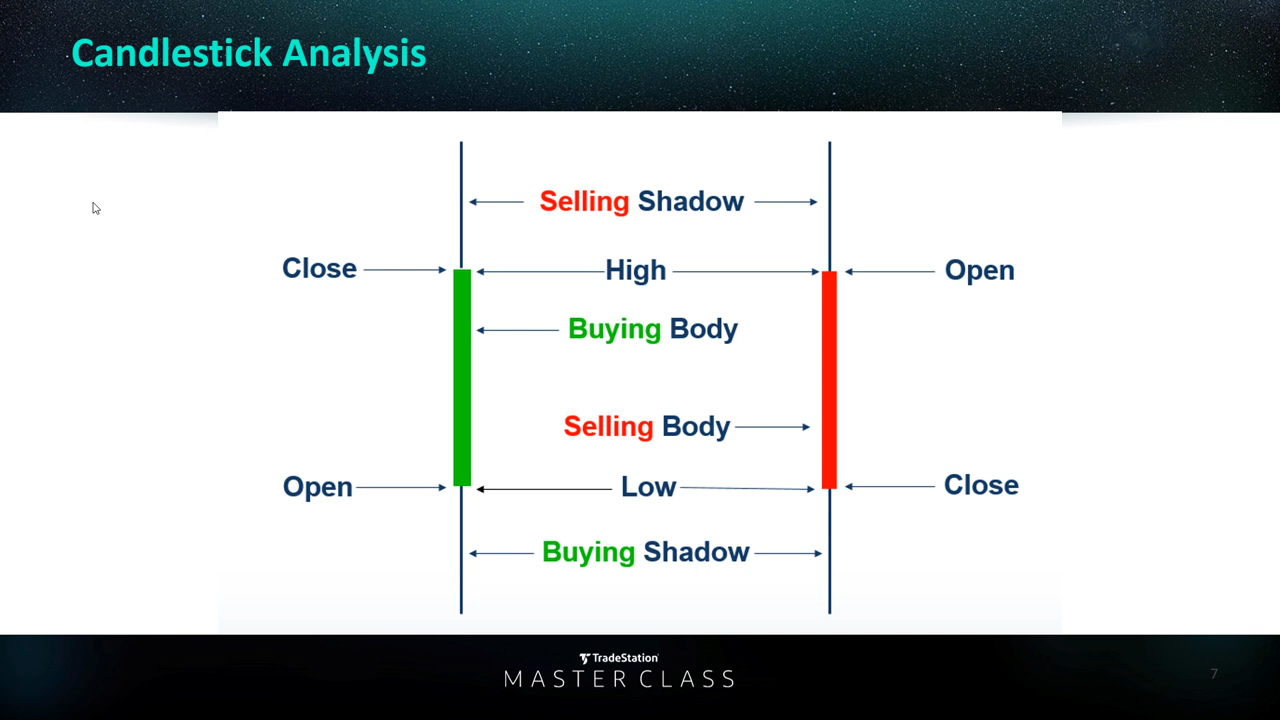 Candlestick Analysis
Selling Shadow
Close High Open
Buying Body
Selling Body
Open Low Close
Buying Shadow
TradeStation
MASTER CLASS
7